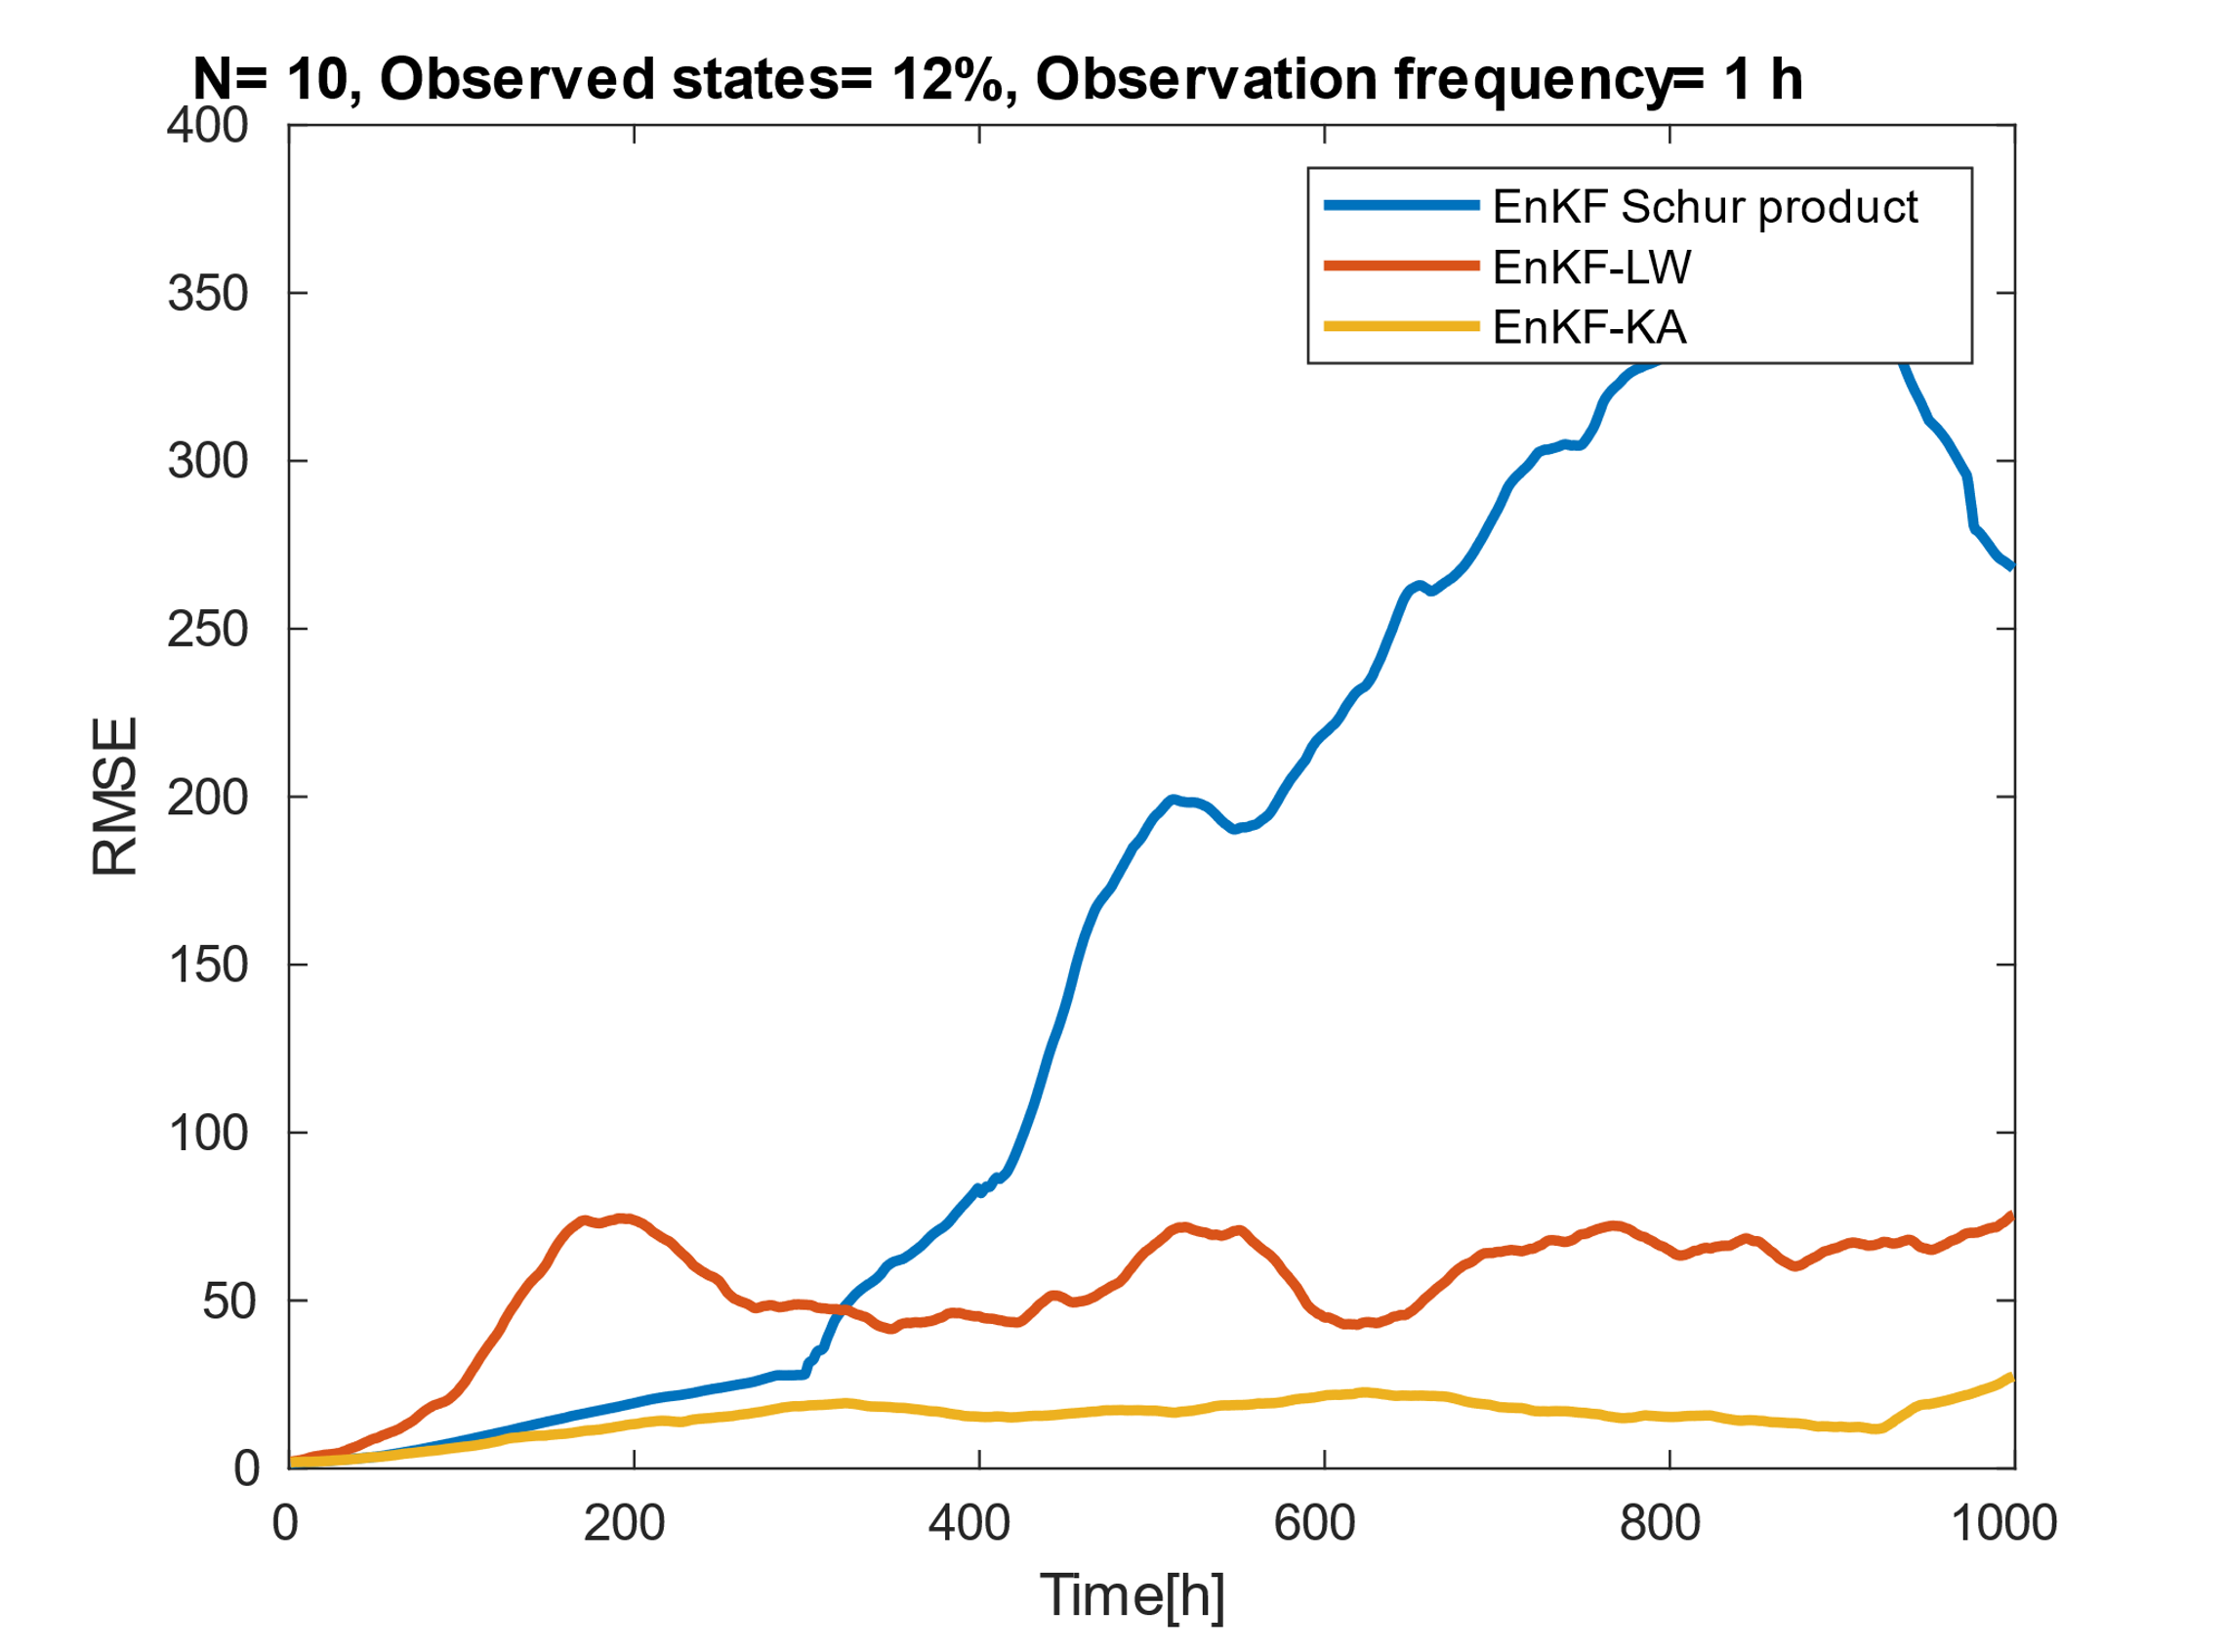 N= 10, Observed states= 12%, Observation frequency= 1 h
400
350
300
250
200
150
100
50
0
RMSE
EnKF Schur product
EnKF-LW
EnKF-KA
0 200 400 600 800 1000
Time[h]